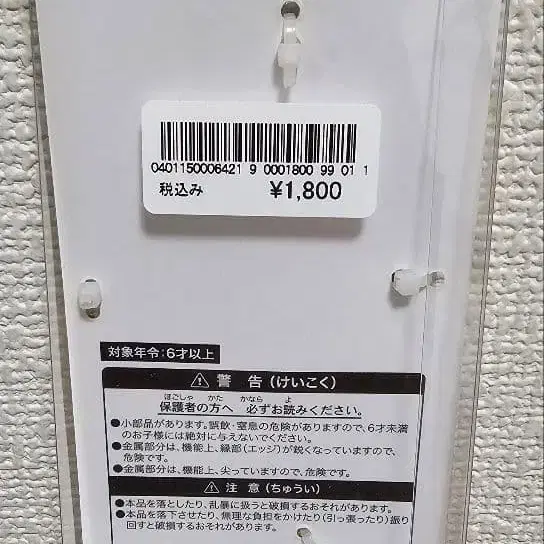 0401150006421 9 0001800 99 01 1
税込み ¥1,800
対象年令:6才以上
⚠警告(けいこく)
ほごしゃ かた かなら よ
保護者の方へ 必ずお読みください。
●小部品があります。誤飲・窒息の危険がありますので、6才未満
のお子様には絶対に与えないでください。
●金属部分は、機能上、縁部(エッジ)が鋭くなっていますので、
危険です。
●金属部分は、機能上、尖っていますので、危険です。
⚠注意(ちゅうい)
●本品を落としたり、乱暴に扱うと破損するおそれがあります。
●本品を落下させたり、無理な負担をかけたり(引っ張ったり)振り
回すと破損するおそれがあります。